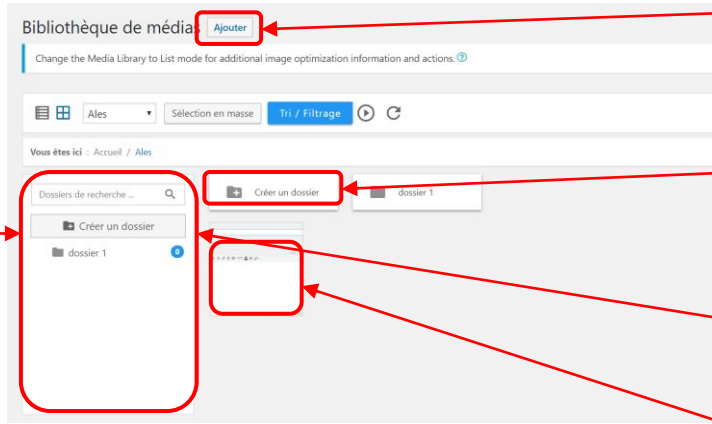 Bibliothèque de médias Ajouter
Change the Media Library to List mode for additional image optimization information and actions. ?
Ales Sélection en masse Tri / Filtrage
Vous êtes ici : Accueil / Ales
Dossiers de recherche ...
Créer un dossier
dossier 1 0
Créer un dossier
dossier 1